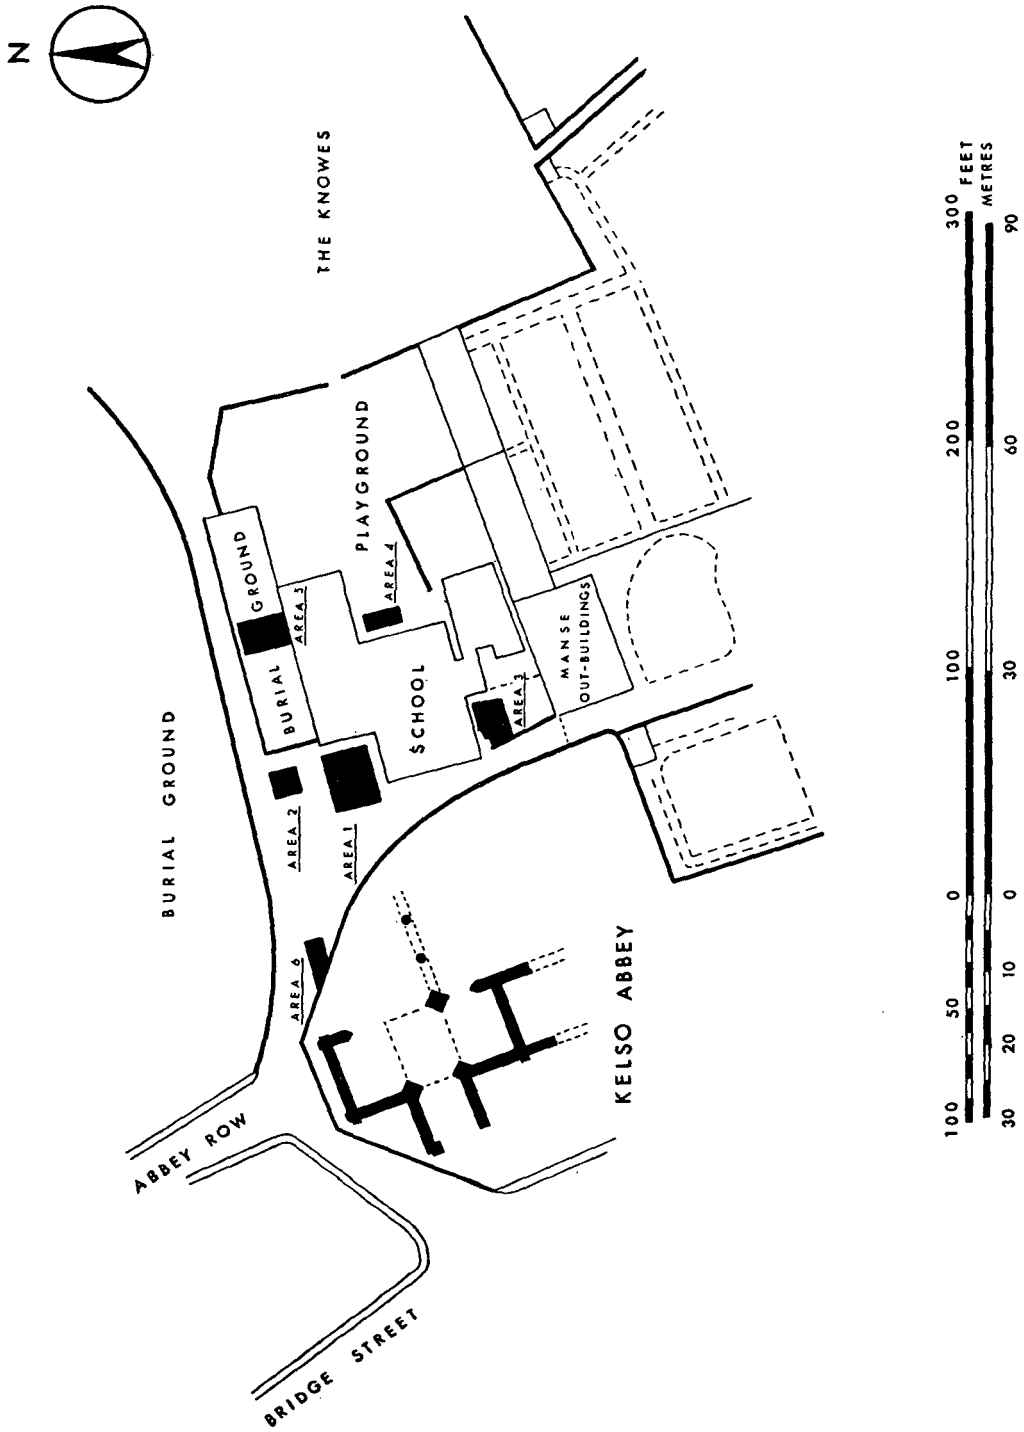 N
THE KNOWES
BURIAL GROUND
BURIAL GROUND
PLAYGROUND
AREA 5
AREA 4
SCHOOL
AREA 3
MANSE
OUT-BUILDINGS
AREA 2
AREA 1
AREA 6
KELSO ABBEY
ABBEY ROW
BRIDGE STREET
100 50 0 100 200 300 FEET
30 20 10 0 30 60 90 METRES